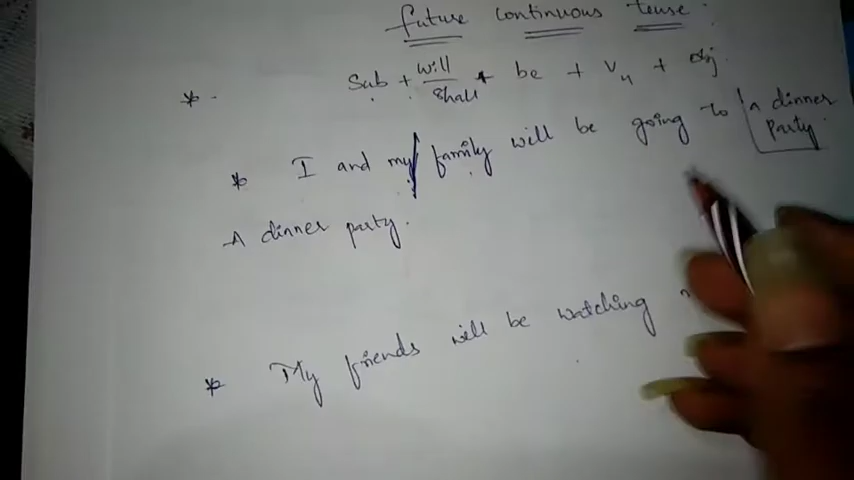 future continuous tense
* Sub + will / shall + be + V4 + obj.
* I and my family will be going to a dinner party
A dinner party.
* My friends will be watching